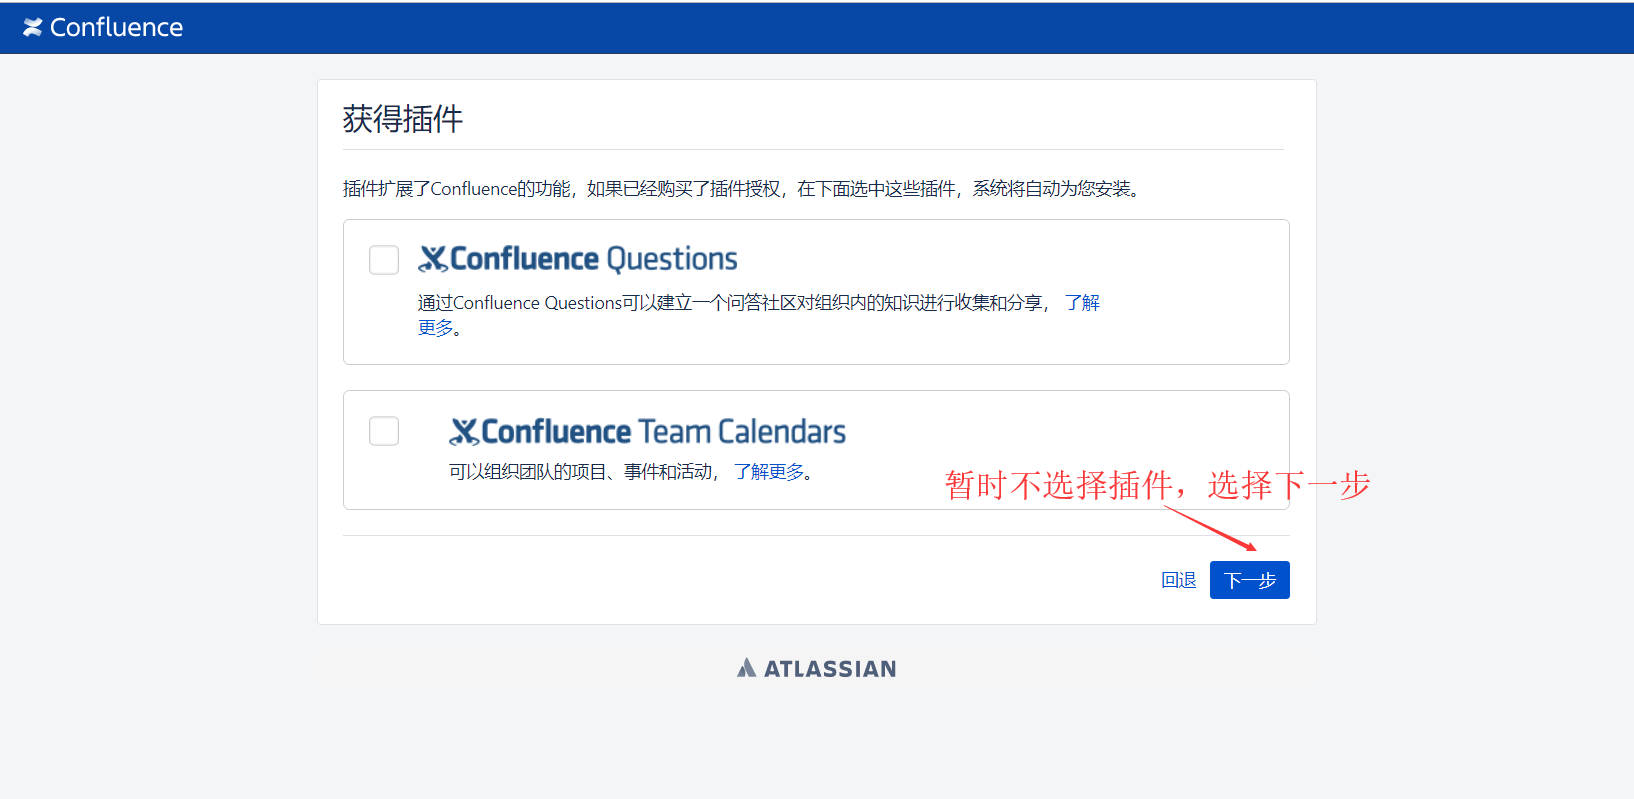 Confluence
获得插件
插件扩展了Confluence的功能，如果已经购买了插件授权，在下面选中这些插件，系统将自动为您安装。
Confluence Questions
通过Confluence Questions可以建立一个问答社区对组织内的知识进行收集和分享， 了解
更多。
Confluence Team Calendars
可以组织团队的项目、事件和活动， 了解更多。
暂时不选择插件，选择下一步
回退 下一步
ATLASSIAN